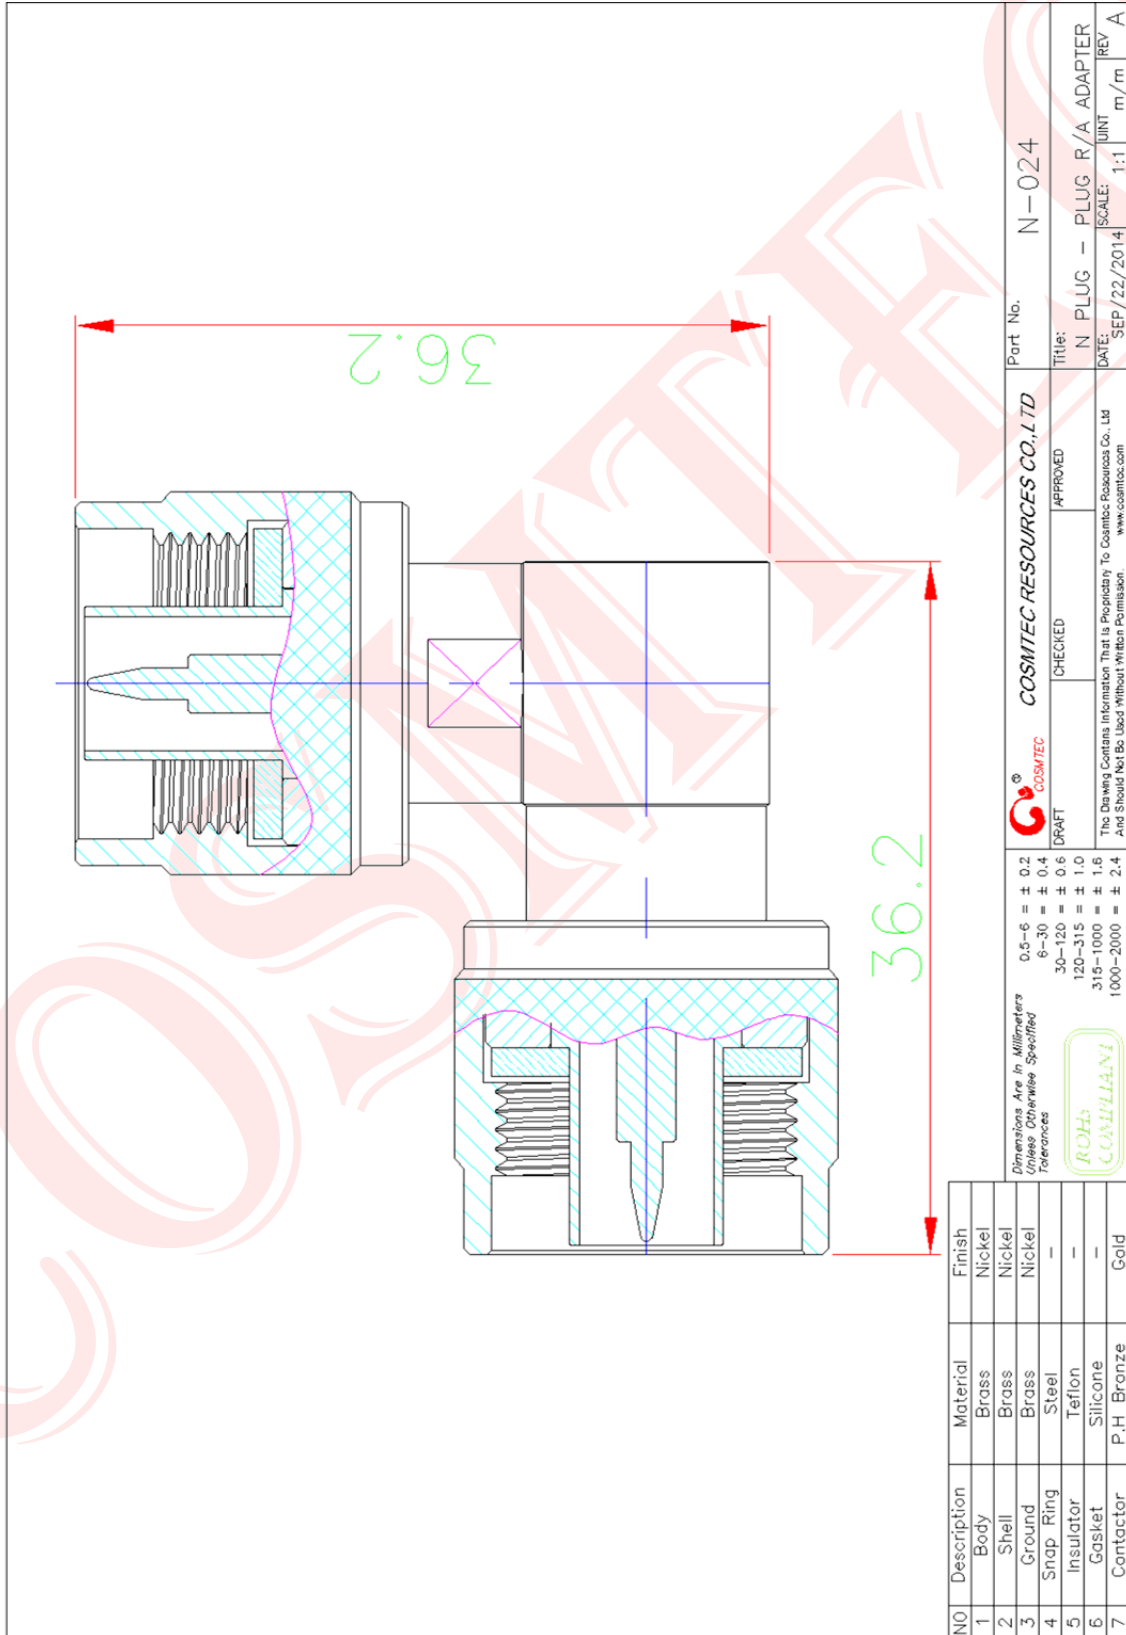 36.2
36.2
NO Description Material Finish
1 Body Brass Nickel
2 Shell Brass Nickel
3 Ground Brass Nickel
4 Snap Ring Steel –
5 Insulator Teflon –
6 Gasket Silicone –
7 Contactor P.H Bronze Gold
Dimensions Are In Millimeters
Unless Otherwise Specified
Tolerances
0.5-6 = ± 0.2
6-30 = ± 0.4
30-120 = ± 0.6
120-315 = ± 1.0
315-1000 = ± 1.6
1000-2000 = ± 2.4
ROHS
COMPLIANT
® COSMTEC
COSMTEC RESOURCES CO.,LTD
DRAFT CHECKED APPROVED
The Drawing Contains Information That Is Proprietary To Cosmtec Resources Co., Ltd
And Should Not Be Used Without Written Permission. www.cosmtec.com
Part No. N-024
Title:
N PLUG - PLUG R/A ADAPTER
DATE: SEP/22/2014 SCALE: 1:1 UINT m/m REV A
COSMTEC